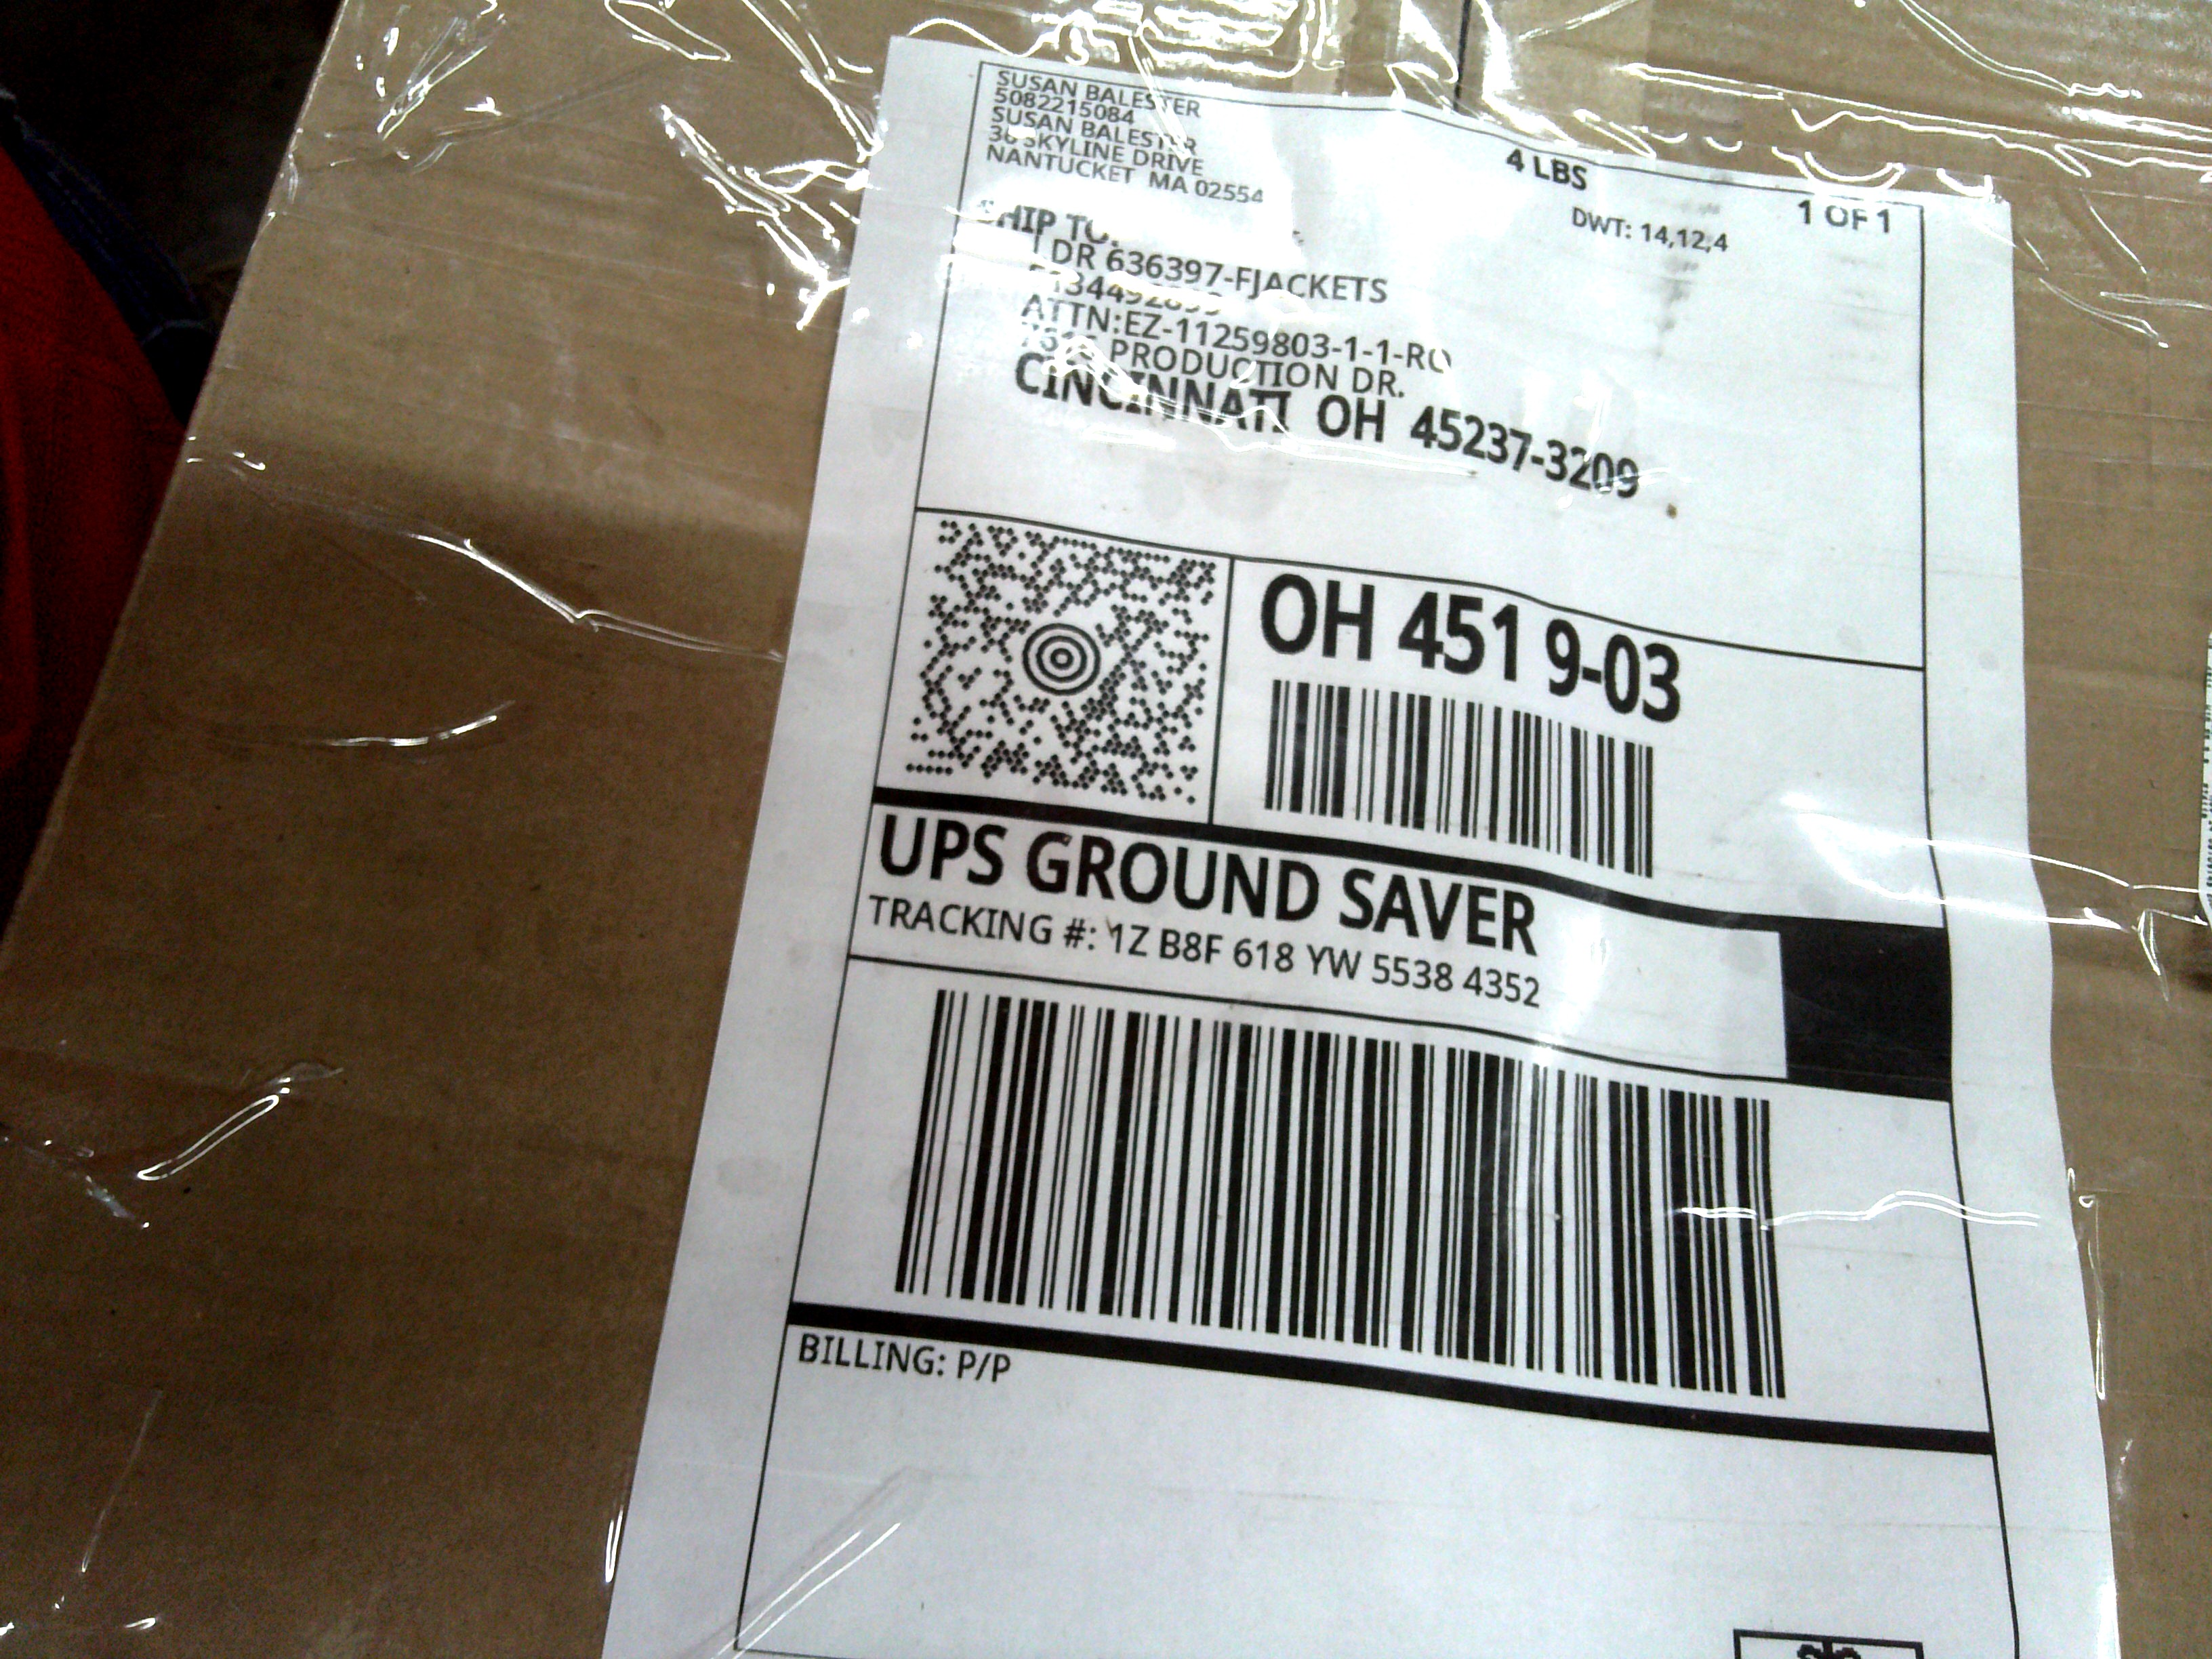 SUSAN BALESTER
5082215084
SUSAN BALESTER
SKYLINE DRIVE
NANTUCKET MA 02554
4 LBS
1 OF 1
DWT: 14,12,4
SHIP TO:
DR 636397-FJACKETS
ATTN:EZ-11259803-1-1-RO
PRODUCTION DR.
CINCINNATI OH 45237-3209
OH 451 9-03
UPS GROUND SAVER
TRACKING #: 1Z B8F 618 YW 5538 4352
BILLING: P/P